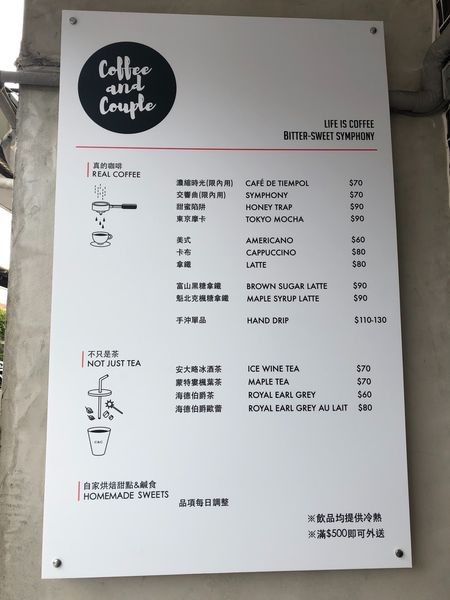 Coffee
and
Couple
LIFE IS COFFEE
BITTER-SWEET SYMPHONY
真的咖啡
REAL COFFEE
濃縮時光(限內用) CAFÉ DE TIEMPOL $70
交響曲(限內用) SYMPHONY $70
甜蜜陷阱 HONEY TRAP $90
東京摩卡 TOKYO MOCHA $90
美式 AMERICANO $60
卡布 CAPPUCCINO $80
拿鐵 LATTE $80
富山黑糖拿鐵 BROWN SUGAR LATTE $90
魁北克楓糖拿鐵 MAPLE SYRUP LATTE $90
手沖單品 HAND DRIP $110-130
不只是茶
NOT JUST TEA
安大略冰酒茶 ICE WINE TEA $70
蒙特婁楓葉茶 MAPLE TEA $70
海德伯爵茶 ROYAL EARL GREY $60
海德伯爵歐蕾 ROYAL EARL GREY AU LAIT $80
自家烘焙甜點&鹹食
HOMEMADE SWEETS
品項每日調整
※飲品均提供冷熱
※滿$500即可外送